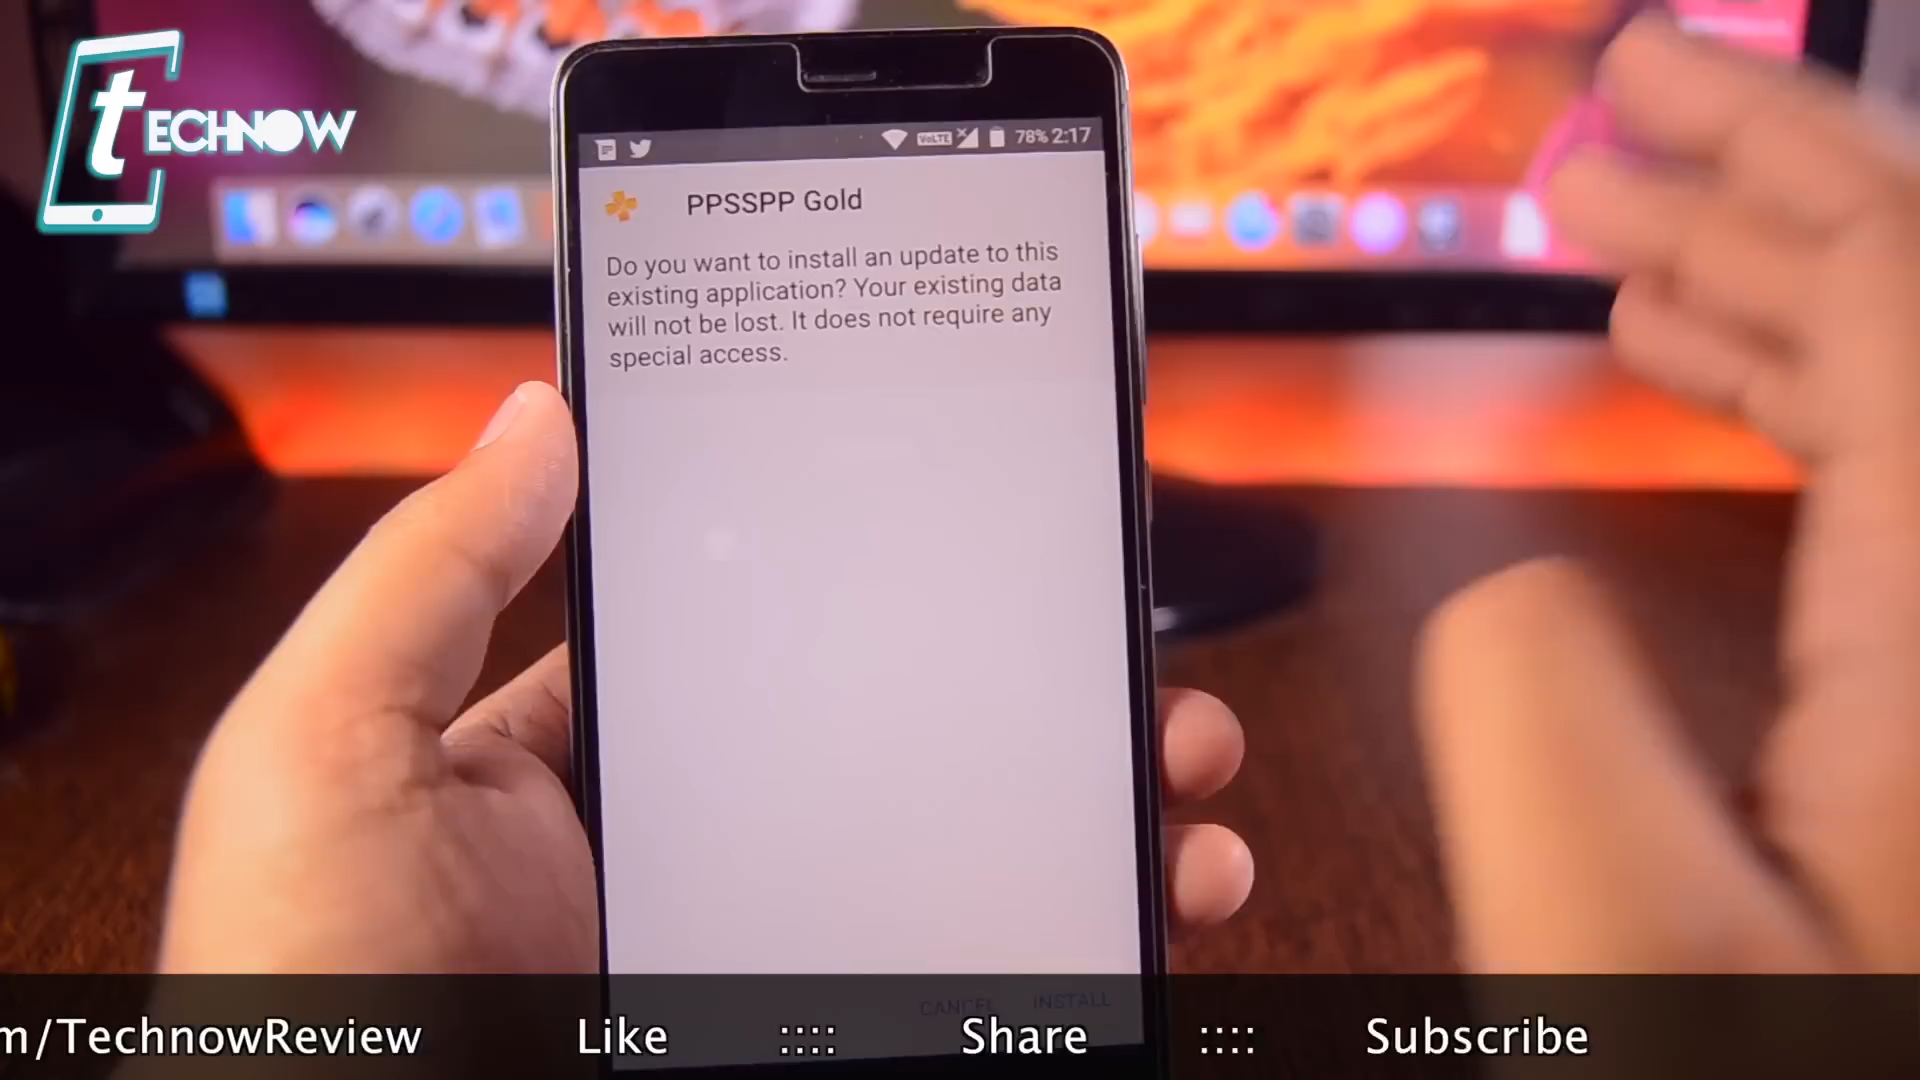 tECHNOW
VoLTE 78% 2:17
PPSSPP Gold
Do you want to install an update to this
existing application? Your existing data
will not be lost. It does not require any
special access.
CANCEL INSTALL
m/TechnowReview Like :::: Share :::: Subscribe